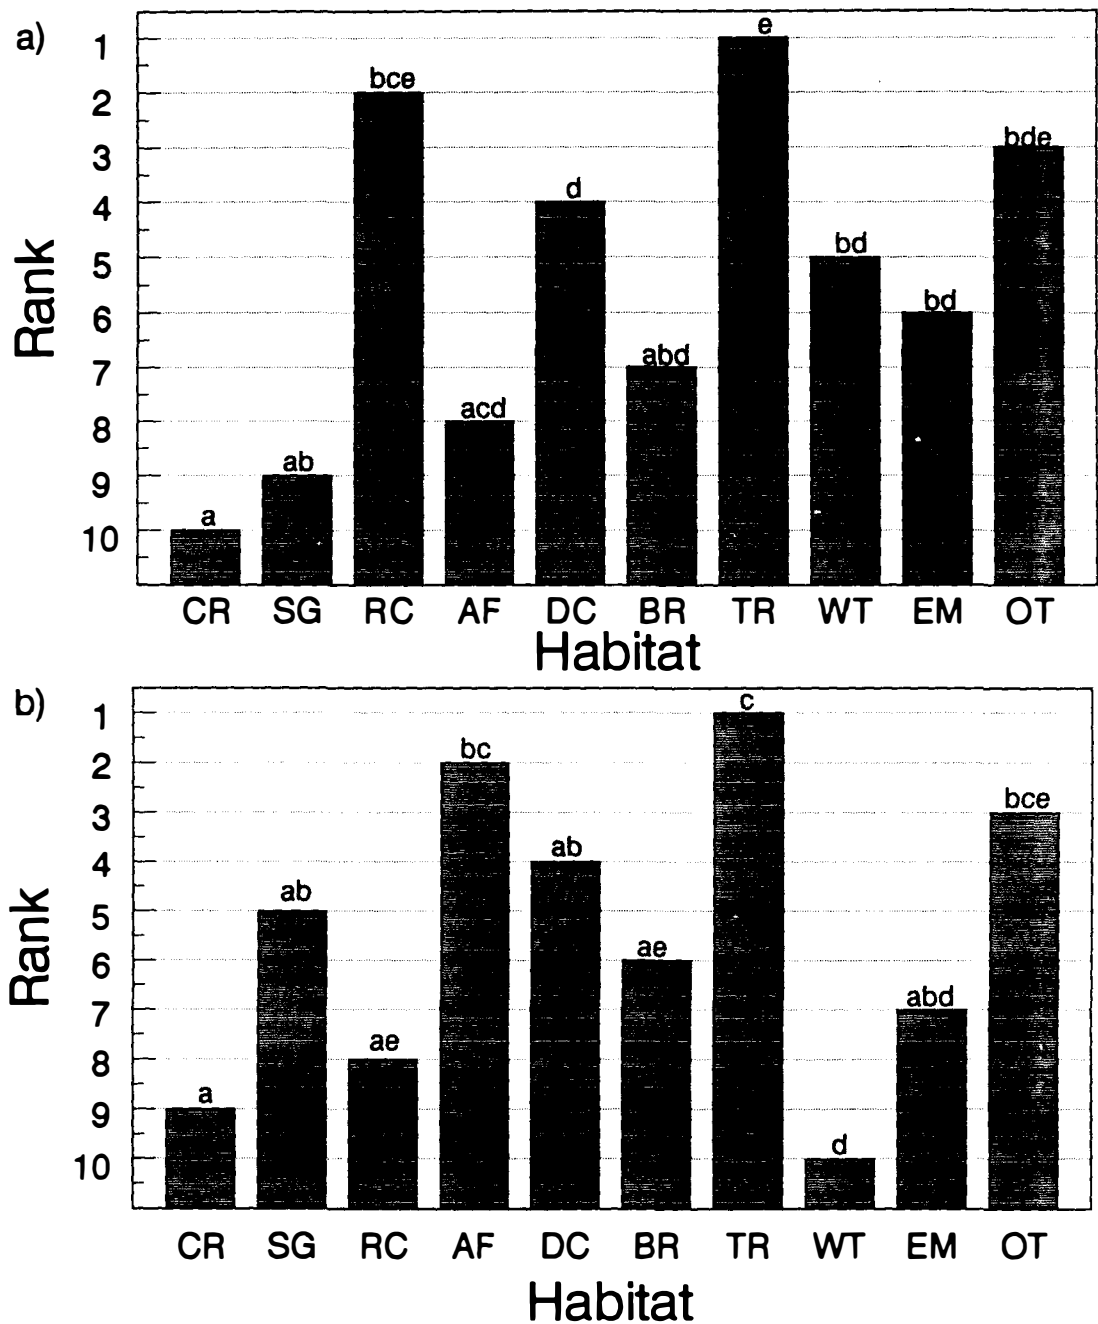 a)
Rank
1
2
3
4
5
6
7
8
9
10
a ab bce acd d abd e bd bd bde
CR SG RC AF DC BR TR WT EM OT
Habitat
b)
Rank
1
2
3
4
5
6
7
8
9
10
a ab ae bc ab ae c d abd bce
CR SG RC AF DC BR TR WT EM OT
Habitat